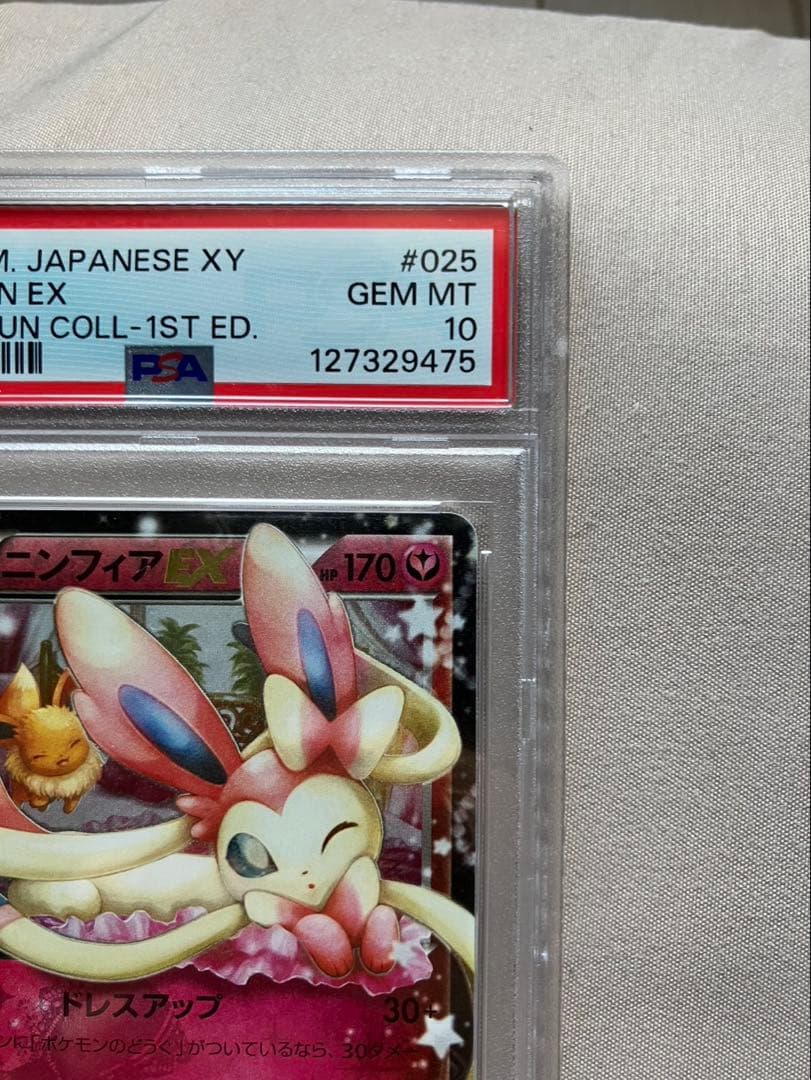 M. JAPANESE XY #025
N EX GEM MT
UN COLL-1ST ED. 10
PSA 127329475
ニンフィアEX HP 170
ドレスアップ 30+
ンに「ポケモンのどうぐ」がついているなら、30ダメー